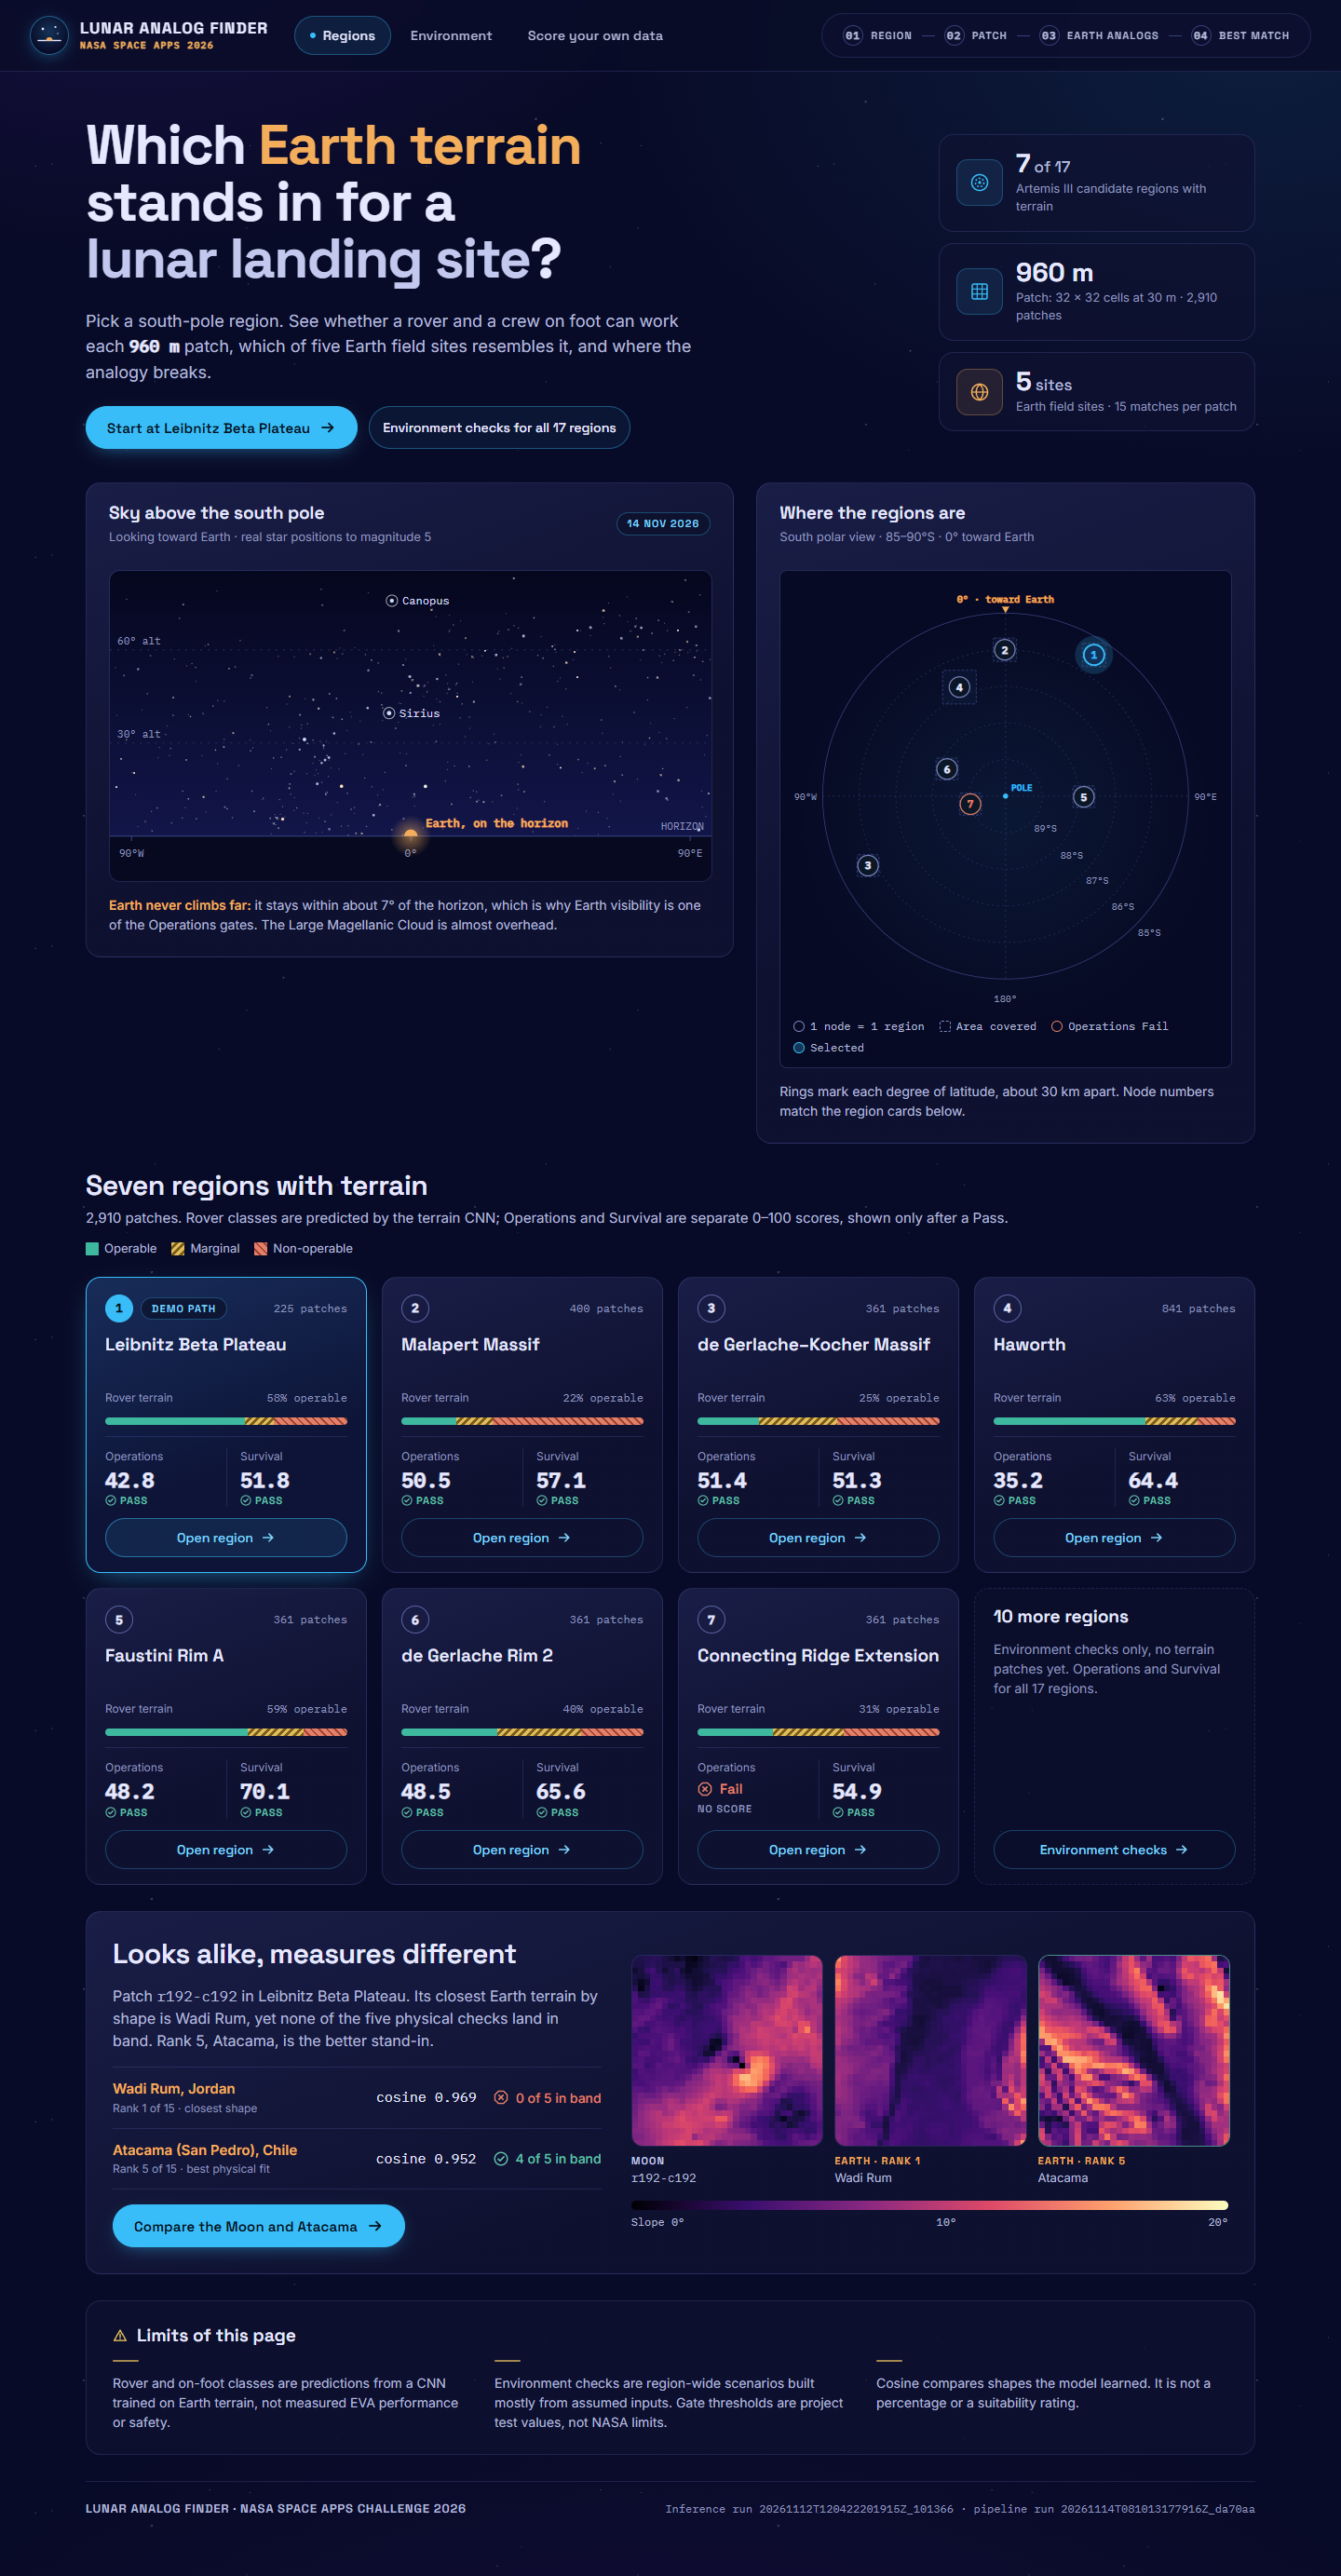 LUNAR ANALOG FINDER
NASA SPACE APPS 2026
Regions
Environment
Score your own data
01 REGION — 02 PATCH — 03 EARTH ANALOGS — 04 BEST MATCH
Which Earth terrain
stands in for a
lunar landing site?
Pick a south-pole region. See whether a rover and a crew on foot can work
each 960 m patch, which of five Earth field sites resembles it, and where the
analogy breaks.
Start at Leibnitz Beta Plateau →
Environment checks for all 17 regions
7 of 17
Artemis III candidate regions with
terrain
960 m
Patch: 32 × 32 cells at 30 m · 2,910
patches
5 sites
Earth field sites · 15 matches per patch
Sky above the south pole
Looking toward Earth · real star positions to magnitude 5
14 NOV 2026
Canopus
60° alt
Sirius
30° alt
Earth, on the horizon
HORIZON
90°W
0°
90°E
Earth never climbs far: it stays within about 7° of the horizon, which is why Earth visibility is one
of the Operations gates. The Large Magellanic Cloud is almost overhead.
Where the regions are
South polar view · 85–90°S · 0° toward Earth
0° · toward Earth
2
1
4
6
POLE
90°W
7
5
90°E
89°S
88°S
3
87°S
86°S
85°S
180°
1 node = 1 region
Area covered
Operations Fail
Selected
Rings mark each degree of latitude, about 30 km apart. Node numbers
match the region cards below.
Seven regions with terrain
2,910 patches. Rover classes are predicted by the terrain CNN; Operations and Survival are separate 0–100 scores, shown only after a Pass.
Operable
Marginal
Non-operable
1
DEMO PATH
225 patches
Leibnitz Beta Plateau
Rover terrain
58% operable
Operations
Survival
42.8
51.8
PASS
PASS
Open region →
2
400 patches
Malapert Massif
Rover terrain
22% operable
Operations
Survival
50.5
57.1
PASS
PASS
Open region →
3
361 patches
de Gerlache–Kocher Massif
Rover terrain
25% operable
Operations
Survival
51.4
51.3
PASS
PASS
Open region →
4
841 patches
Haworth
Rover terrain
63% operable
Operations
Survival
35.2
64.4
PASS
PASS
Open region →
5
361 patches
Faustini Rim A
Rover terrain
59% operable
Operations
Survival
48.2
70.1
PASS
PASS
Open region →
6
361 patches
de Gerlache Rim 2
Rover terrain
40% operable
Operations
Survival
48.5
65.6
PASS
PASS
Open region →
7
361 patches
Connecting Ridge Extension
Rover terrain
31% operable
Operations
Survival
Fail
54.9
NO SCORE
PASS
Open region →
10 more regions
Environment checks only, no terrain
patches yet. Operations and Survival
for all 17 regions.
Environment checks →
Looks alike, measures different
Patch r192-c192 in Leibnitz Beta Plateau. Its closest Earth terrain by
shape is Wadi Rum, yet none of the five physical checks land in
band. Rank 5, Atacama, is the better stand-in.
Wadi Rum, Jordan
Rank 1 of 15 · closest shape
cosine 0.969
0 of 5 in band
Atacama (San Pedro), Chile
Rank 5 of 15 · best physical fit
cosine 0.952
4 of 5 in band
Compare the Moon and Atacama →
MOON
r192-c192
EARTH · RANK 1
Wadi Rum
EARTH · RANK 5
Atacama
Slope 0°
10°
20°
Limits of this page
Rover and on-foot classes are predictions from a CNN
trained on Earth terrain, not measured EVA performance
or safety.
Environment checks are region-wide scenarios built
mostly from assumed inputs. Gate thresholds are project
test values, not NASA limits.
Cosine compares shapes the model learned. It is not a
percentage or a suitability rating.
LUNAR ANALOG FINDER · NASA SPACE APPS CHALLENGE 2026
Inference run 20261112T120422201915Z_101366 · pipeline run 20261114T081013177916Z_da70aa